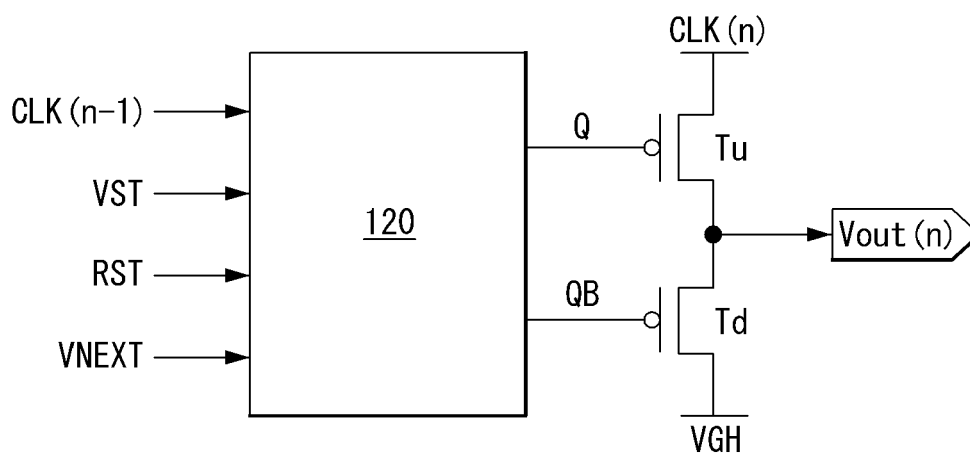 CLK(n)
CLK(n-1)
Q
Tu
VST
120
Vout(n)
RST
QB
Td
VNEXT
VGH